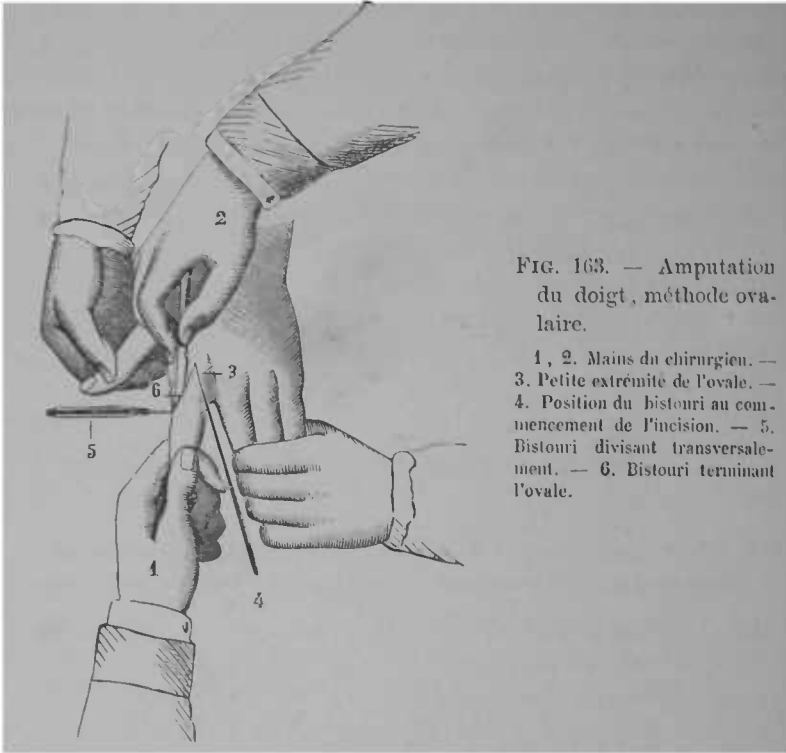 2
3
6
5
1
4
FIG. 163. — Amputation
du doigt, méthode ova-
laire.
1, 2. Mains du chirurgien. —
3. Petite extrémité de l'ovale. —
4. Position du bistouri au com-
mencement de l'incision. — 5.
Bistouri divisant transversale-
ment. — 6. Bistouri terminant
l'ovale.